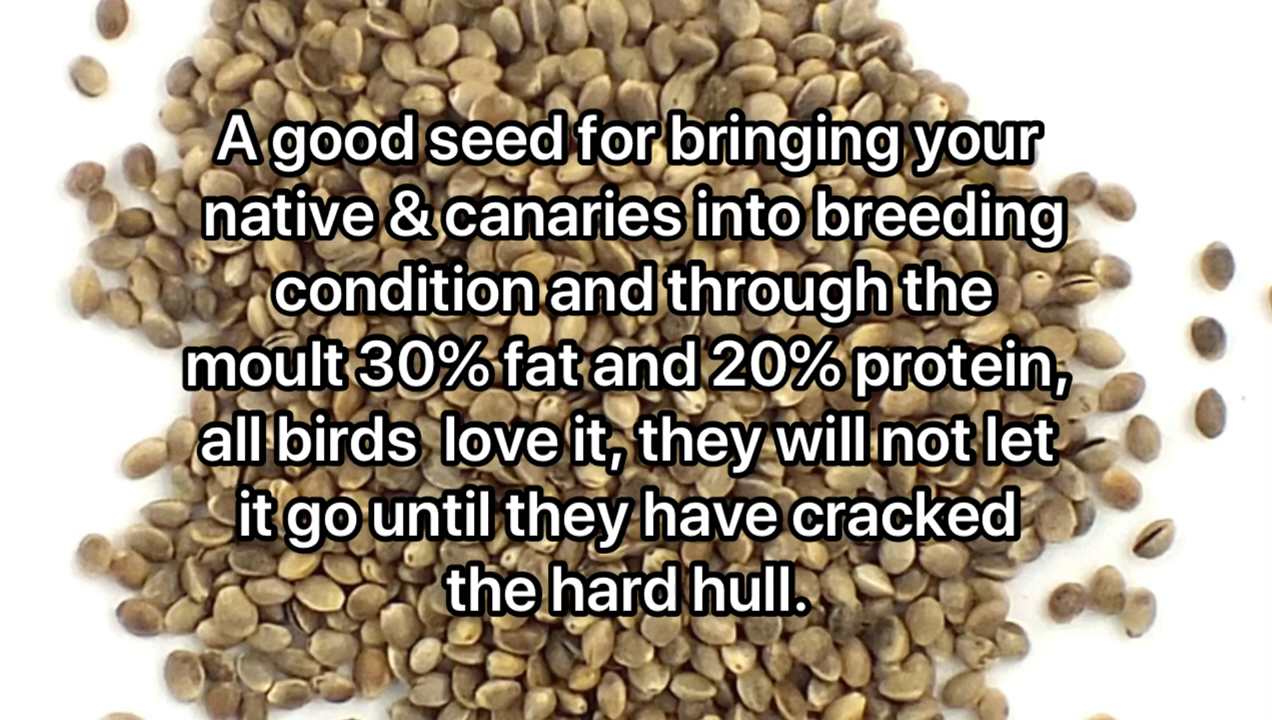 A good seed for bringing your
native & canaries into breeding
condition and through the
moult 30% fat and 20% protein,
all birds  love it, they will not let
it go until they have cracked
the hard hull.